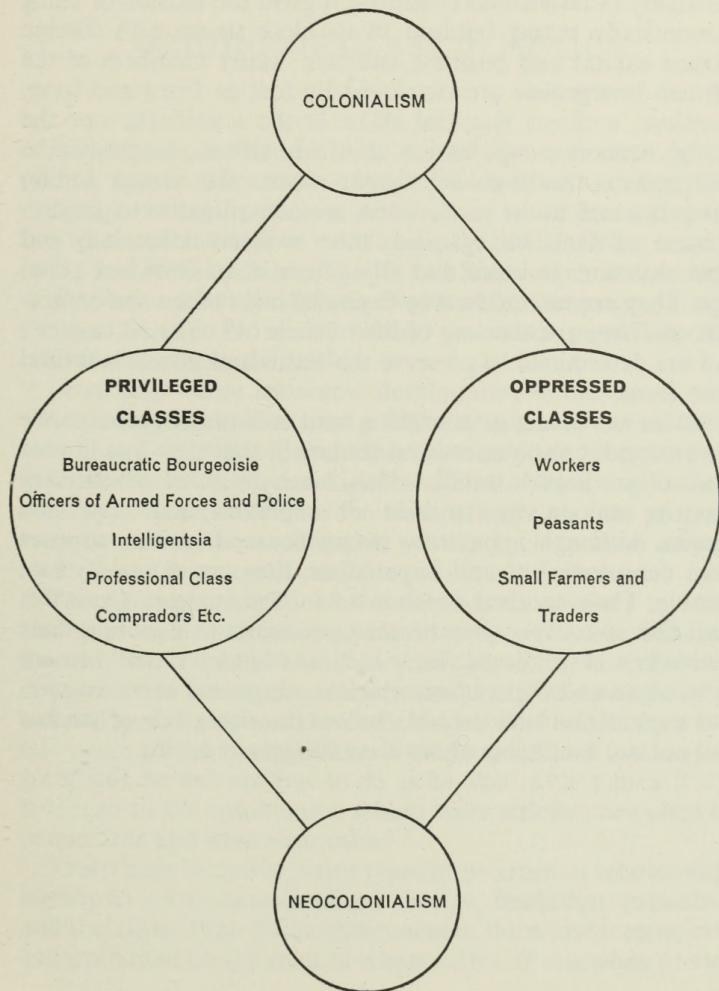 COLONIALISM
PRIVILEGED
CLASSES
Bureaucratic Bourgeoisie
Officers of Armed Forces and Police
Intelligentsia
Professional Class
Compradors Etc.
OPPRESSED
CLASSES
Workers
Peasants
Small Farmers and
Traders
NEOCOLONIALISM